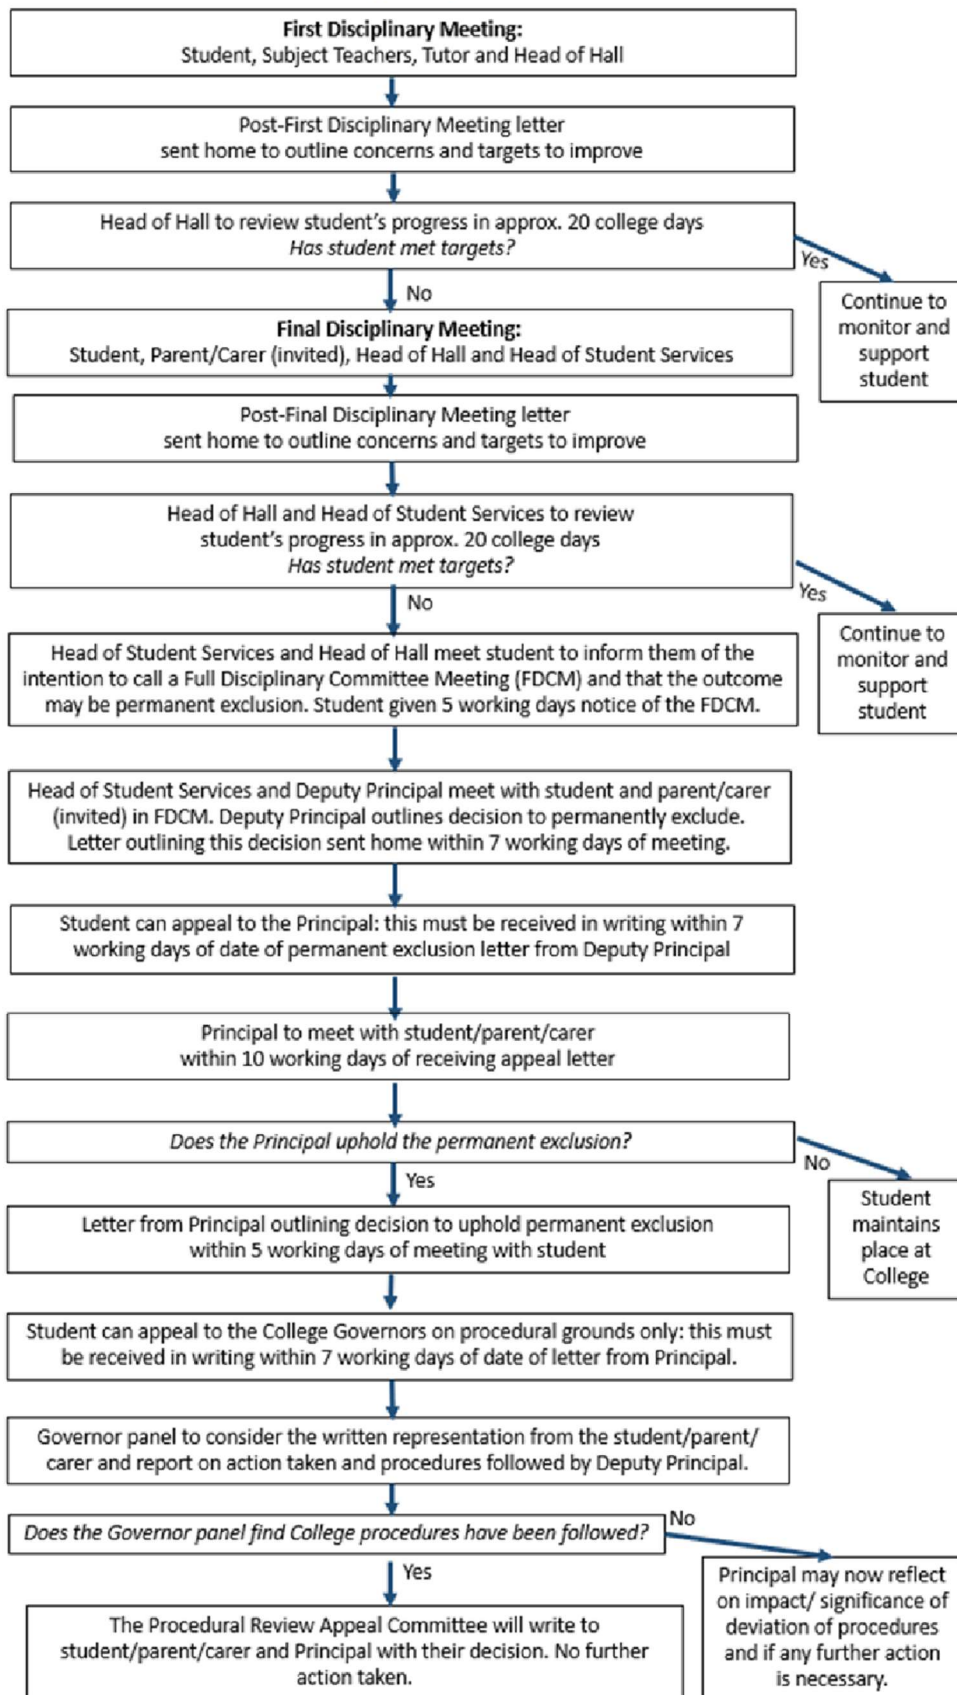 First Disciplinary Meeting:
Student, Subject Teachers, Tutor and Head of Hall
Post-First Disciplinary Meeting letter
sent home to outline concerns and targets to improve
Head of Hall to review student's progress in approx. 20 college days
Has student met targets?
Yes
No
Continue to
monitor and
support
student
Final Disciplinary Meeting:
Student, Parent/Carer (invited), Head of Hall and Head of Student Services
Post-Final Disciplinary Meeting letter
sent home to outline concerns and targets to improve
Head of Hall and Head of Student Services to review
student's progress in approx. 20 college days
Has student met targets?
Yes
No
Continue to
monitor and
support
student
Head of Student Services and Head of Hall meet student to inform them of the
intention to call a Full Disciplinary Committee Meeting (FDCM) and that the outcome
may be permanent exclusion. Student given 5 working days notice of the FDCM.
Head of Student Services and Deputy Principal meet with student and parent/carer
(invited) in FDCM. Deputy Principal outlines decision to permanently exclude.
Letter outlining this decision sent home within 7 working days of meeting.
Student can appeal to the Principal: this must be received in writing within 7
working days of date of permanent exclusion letter from Deputy Principal
Principal to meet with student/parent/carer
within 10 working days of receiving appeal letter
Does the Principal uphold the permanent exclusion?
No
Yes
Student
maintains
place at
College
Letter from Principal outlining decision to uphold permanent exclusion
within 5 working days of meeting with student
Student can appeal to the College Governors on procedural grounds only: this must
be received in writing within 7 working days of date of letter from Principal.
Governor panel to consider the written representation from the student/parent/
carer and report on action taken and procedures followed by Deputy Principal.
Does the Governor panel find College procedures have been followed?
No
Yes
Principal may now reflect
on impact/ significance of
deviation of procedures
and if any further action
is necessary.
The Procedural Review Appeal Committee will write to
student/parent/carer and Principal with their decision. No further
action taken.